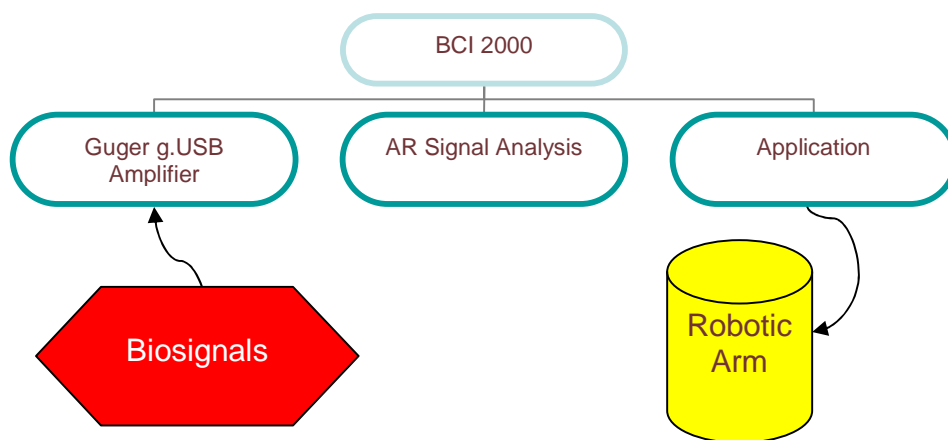 BCI 2000
Guger g.USB
Amplifier
AR Signal Analysis
Application
Biosignals
Robotic
Arm